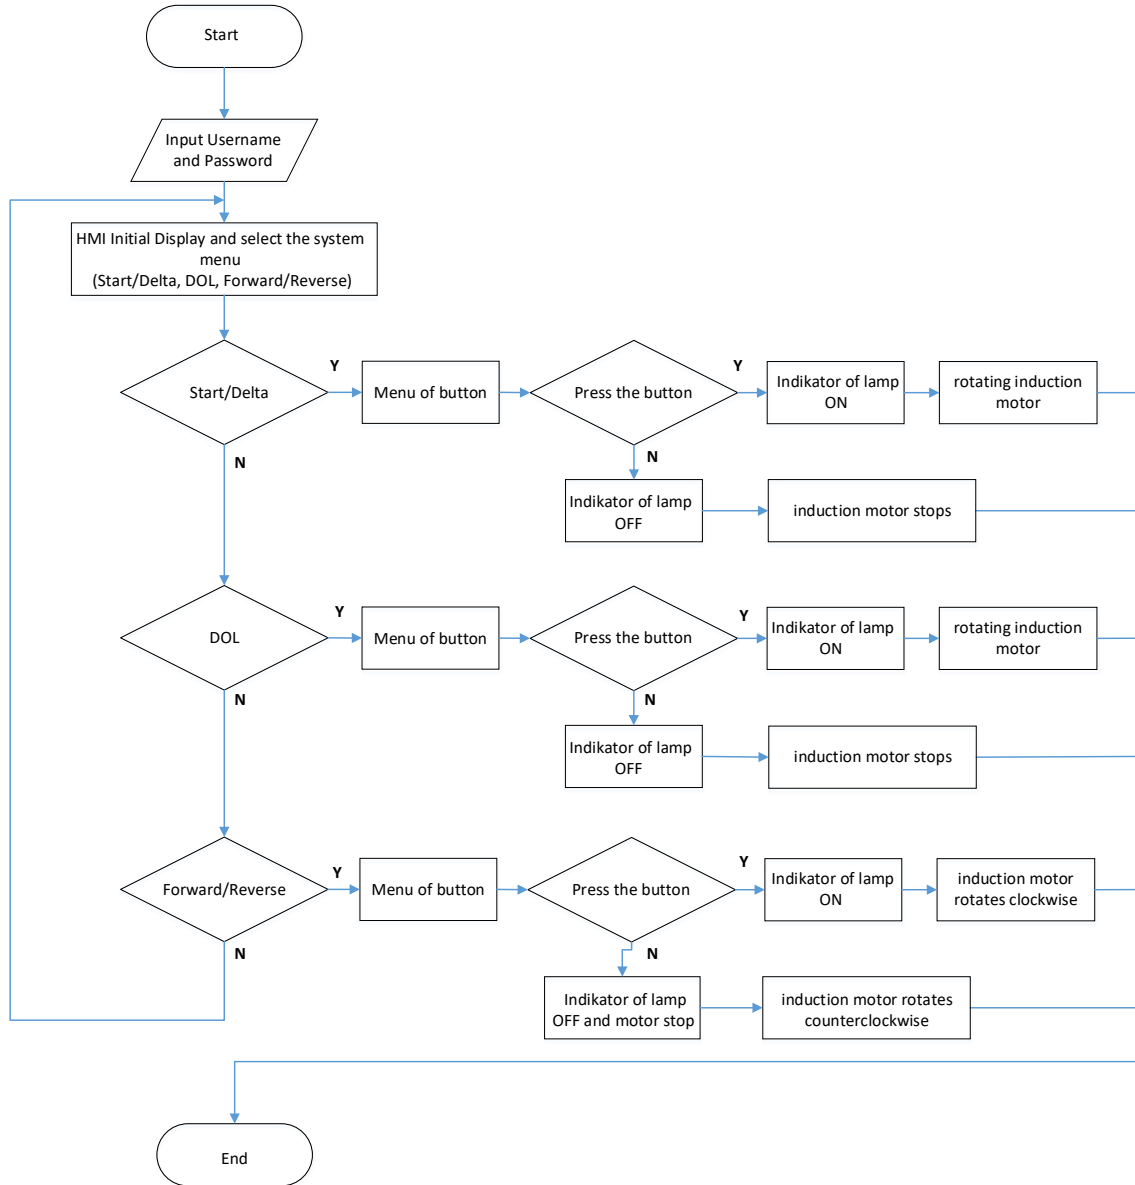 Start
Input Username
and Password
HMI Initial Display and select the system
menu
(Start/Delta, DOL, Forward/Reverse)
Start/Delta
Y
Menu of button
Press the button
Y
Indikator of lamp
ON
rotating induction
motor
N
N
Indikator of lamp
OFF
induction motor stops
DOL
Y
Menu of button
Press the button
Y
Indikator of lamp
ON
rotating induction
motor
N
N
Indikator of lamp
OFF
induction motor stops
Forward/Reverse
Y
Menu of button
Press the button
Y
Indikator of lamp
ON
induction motor
rotates clockwise
N
N
Indikator of lamp
OFF and motor stop
induction motor rotates
counterclockwise
End